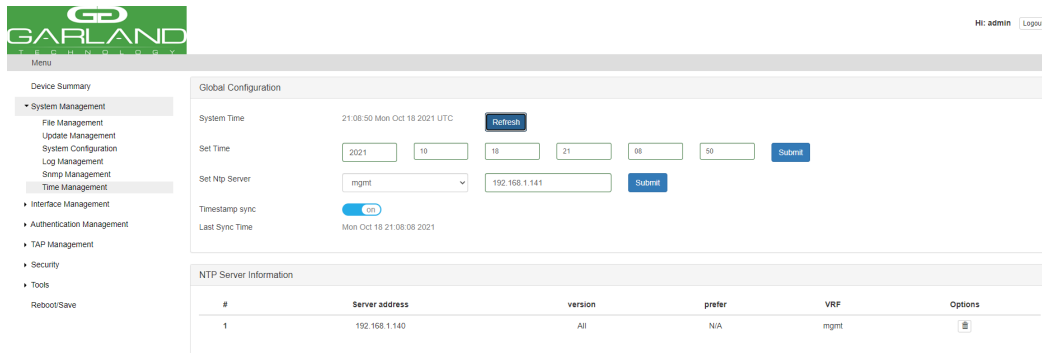 GARLAND
TECHNOLOGY
Hi: admin Logou
Menu
Device Summary
System Management
File Management
Update Management
System Configuration
Log Management
Snmp Management
Time Management
Interface Management
Authentication Management
TAP Management
Security
Tools
Reboot/Save
Global Configuration
System Time 21:08:50 Mon Oct 18 2021 UTC Refresh
Set Time 2021 10 18 21 08 50 Submit
Set Ntp Server mgmt 192.168.1.141 Submit
Timestamp sync on
Last Sync Time Mon Oct 18 21:08:08 2021
NTP Server Information
# Server address version prefer VRF Options
1 192.168.1.140 All N/A mgmt